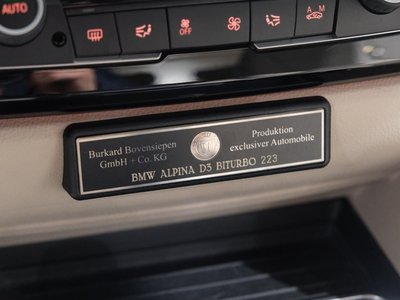 AUTO
OFF
A M
Burkard Bovensiepen
GmbH + Co. KG
Produktion
exclusiver Automobile
BMW ALPINA D3 BITURBO 223